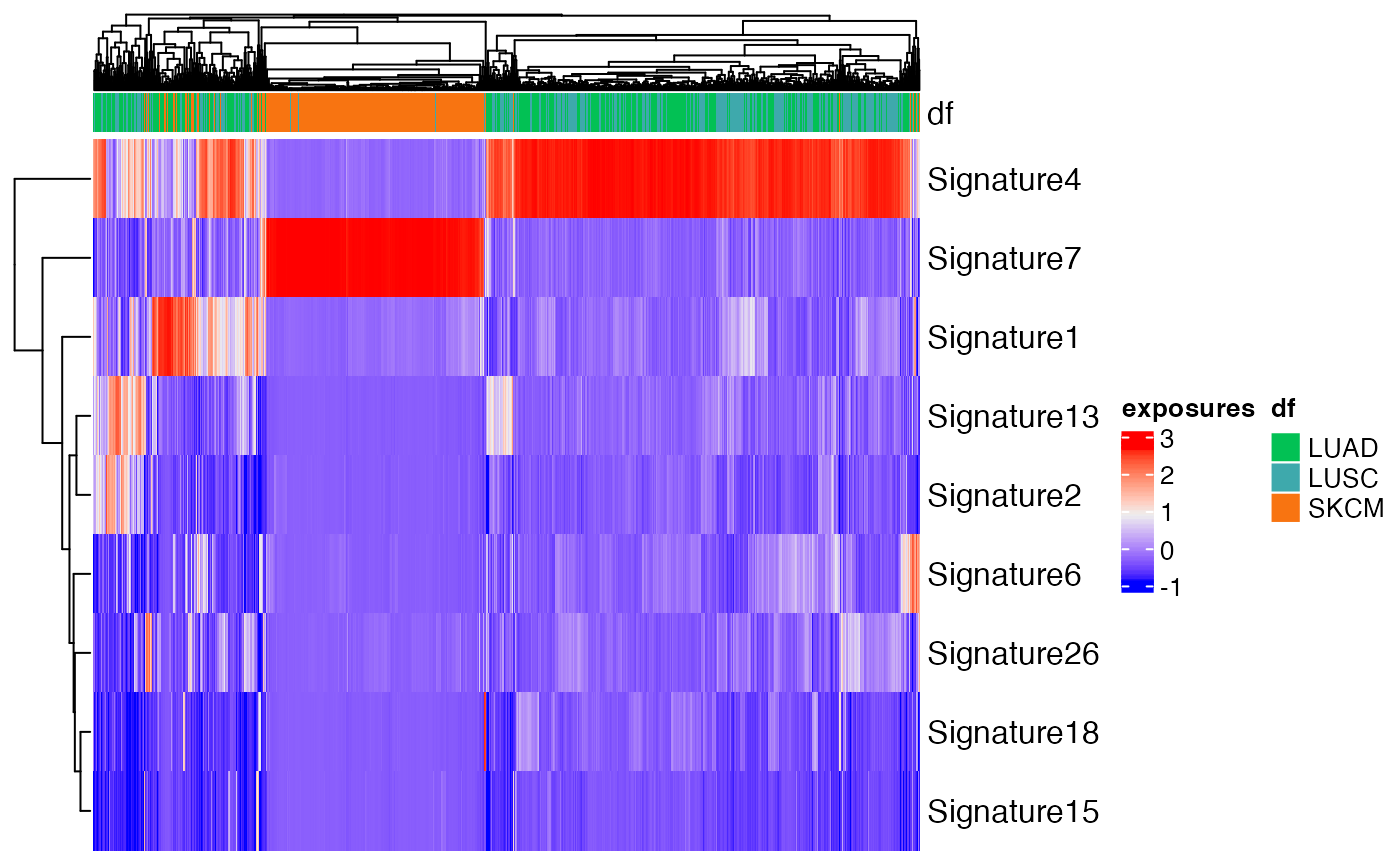 df
Signature4
Signature7
Signature1
Signature13
Signature2
Signature6
Signature26
Signature18
Signature15
exposures
3
2
1
0
-1
df
LUAD
LUSC
SKCM